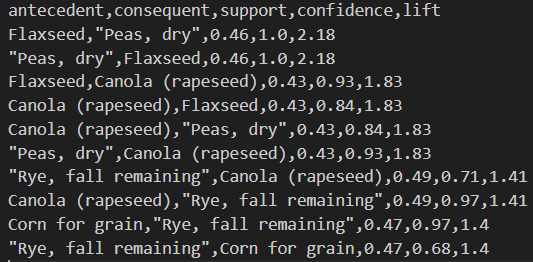 antecedent,consequent,support,confidence,lift
Flaxseed,"Peas, dry",0.46,1.0,2.18
"Peas, dry",Flaxseed,0.46,1.0,2.18
Flaxseed,Canola (rapeseed),0.43,0.93,1.83
Canola (rapeseed),Flaxseed,0.43,0.84,1.83
Canola (rapeseed),"Peas, dry",0.43,0.84,1.83
"Peas, dry",Canola (rapeseed),0.43,0.93,1.83
"Rye, fall remaining",Canola (rapeseed),0.49,0.71,1.41
Canola (rapeseed),"Rye, fall remaining",0.49,0.97,1.41
Corn for grain,"Rye, fall remaining",0.47,0.97,1.4
"Rye, fall remaining",Corn for grain,0.47,0.68,1.4